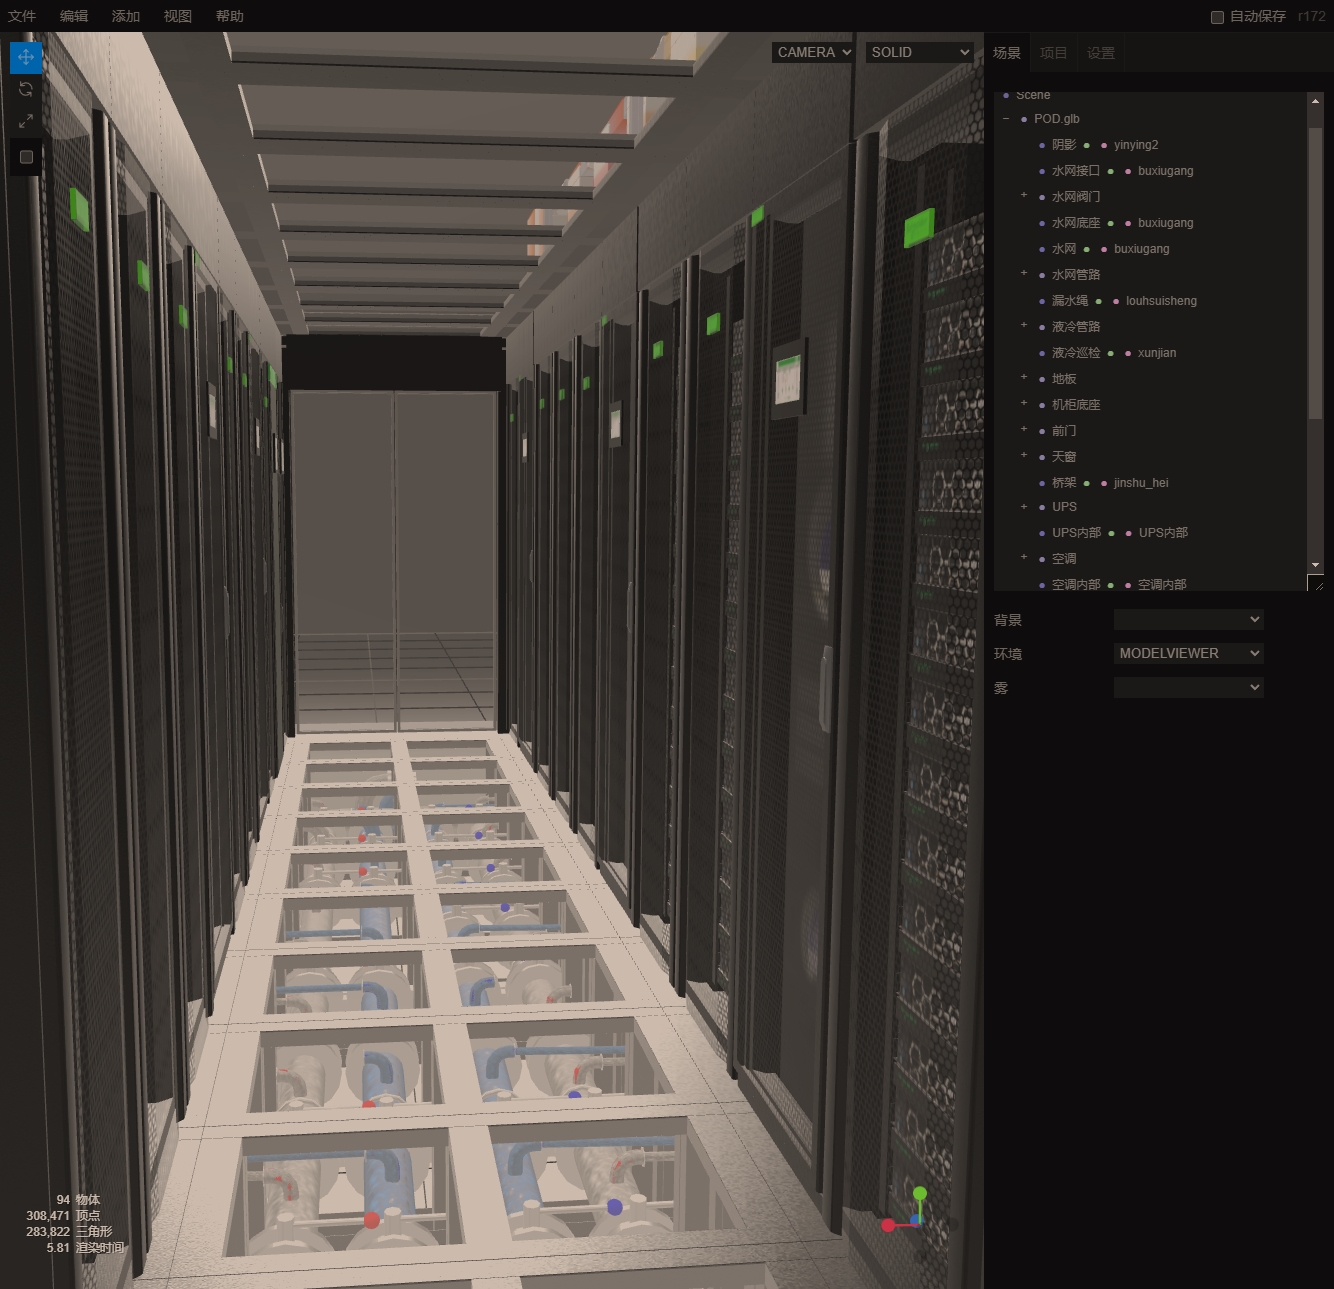 文件 编辑 添加 视图 帮助 自动保存 r172
CAMERA SOLID
场景 项目 设置
Scene
− POD.glb
阴影 yinying2
水网接口 buxiugang
+ 水网阀门
水网底座 buxiugang
水网 buxiugang
+ 水网管路
漏水绳 louhsuisheng
+ 液冷管路
液冷巡检 xunjian
+ 地板
+ 机柜底座
+ 前门
+ 天窗
桥架 jinshu_hei
+ UPS
UPS内部 UPS内部
+ 空调
空调内部 空调内部
背景
环境 MODELVIEWER
雾
94 物体
308,471 顶点
283,822 三角形
5.81 渲染时间